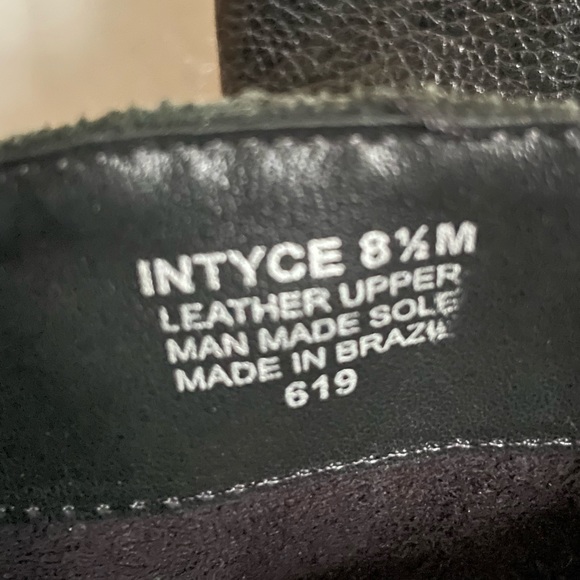 INTYCE 8½M
LEATHER UPPER
MAN MADE SOLE
MADE IN BRAZIL
619